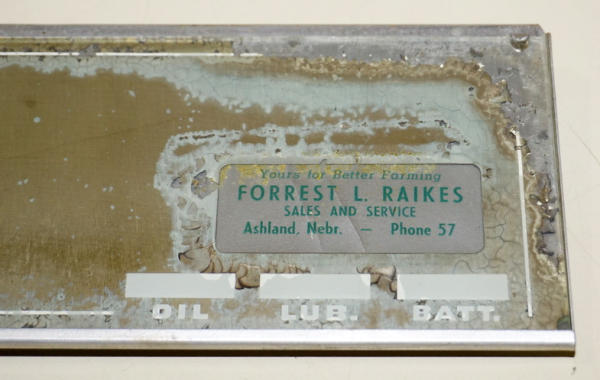 Yours for Better Farming
FORREST L. RAIKES
SALES AND SERVICE
Ashland, Nebr. — Phone 57
OIL LUB. BATT.